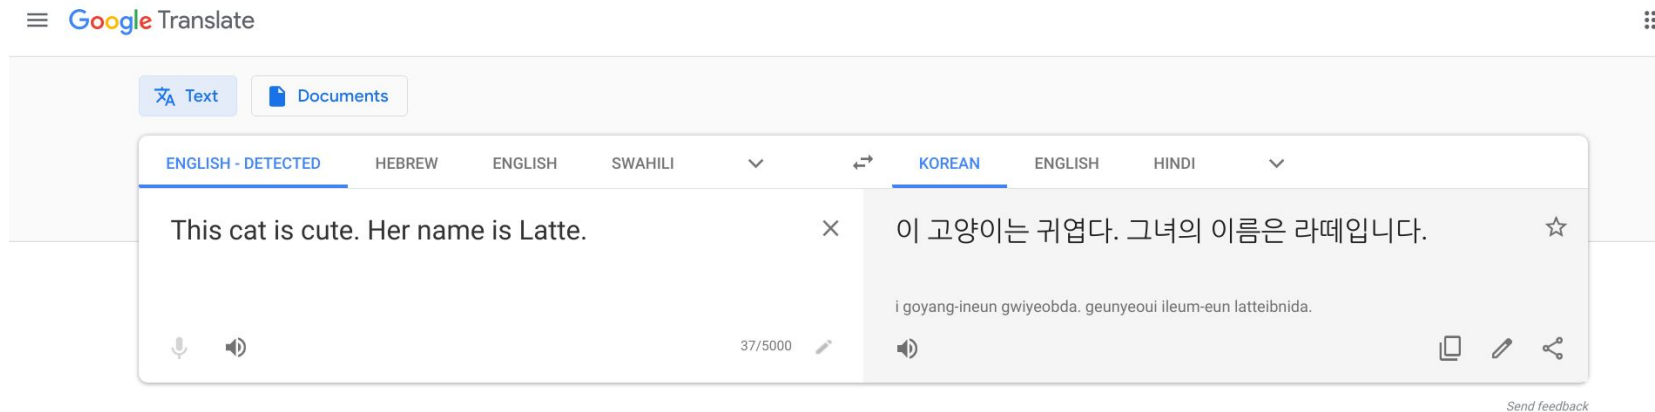 Google Translate
Text
Documents
ENGLISH - DETECTED HEBREW ENGLISH SWAHILI KOREAN ENGLISH HINDI
This cat is cute. Her name is Latte.
이 고양이는 귀엽다. 그녀의 이름은 라떼입니다.
i goyang-ineun gwiyeobda. geunyeoui ileum-eun latteibnida.
37/5000
Send feedback